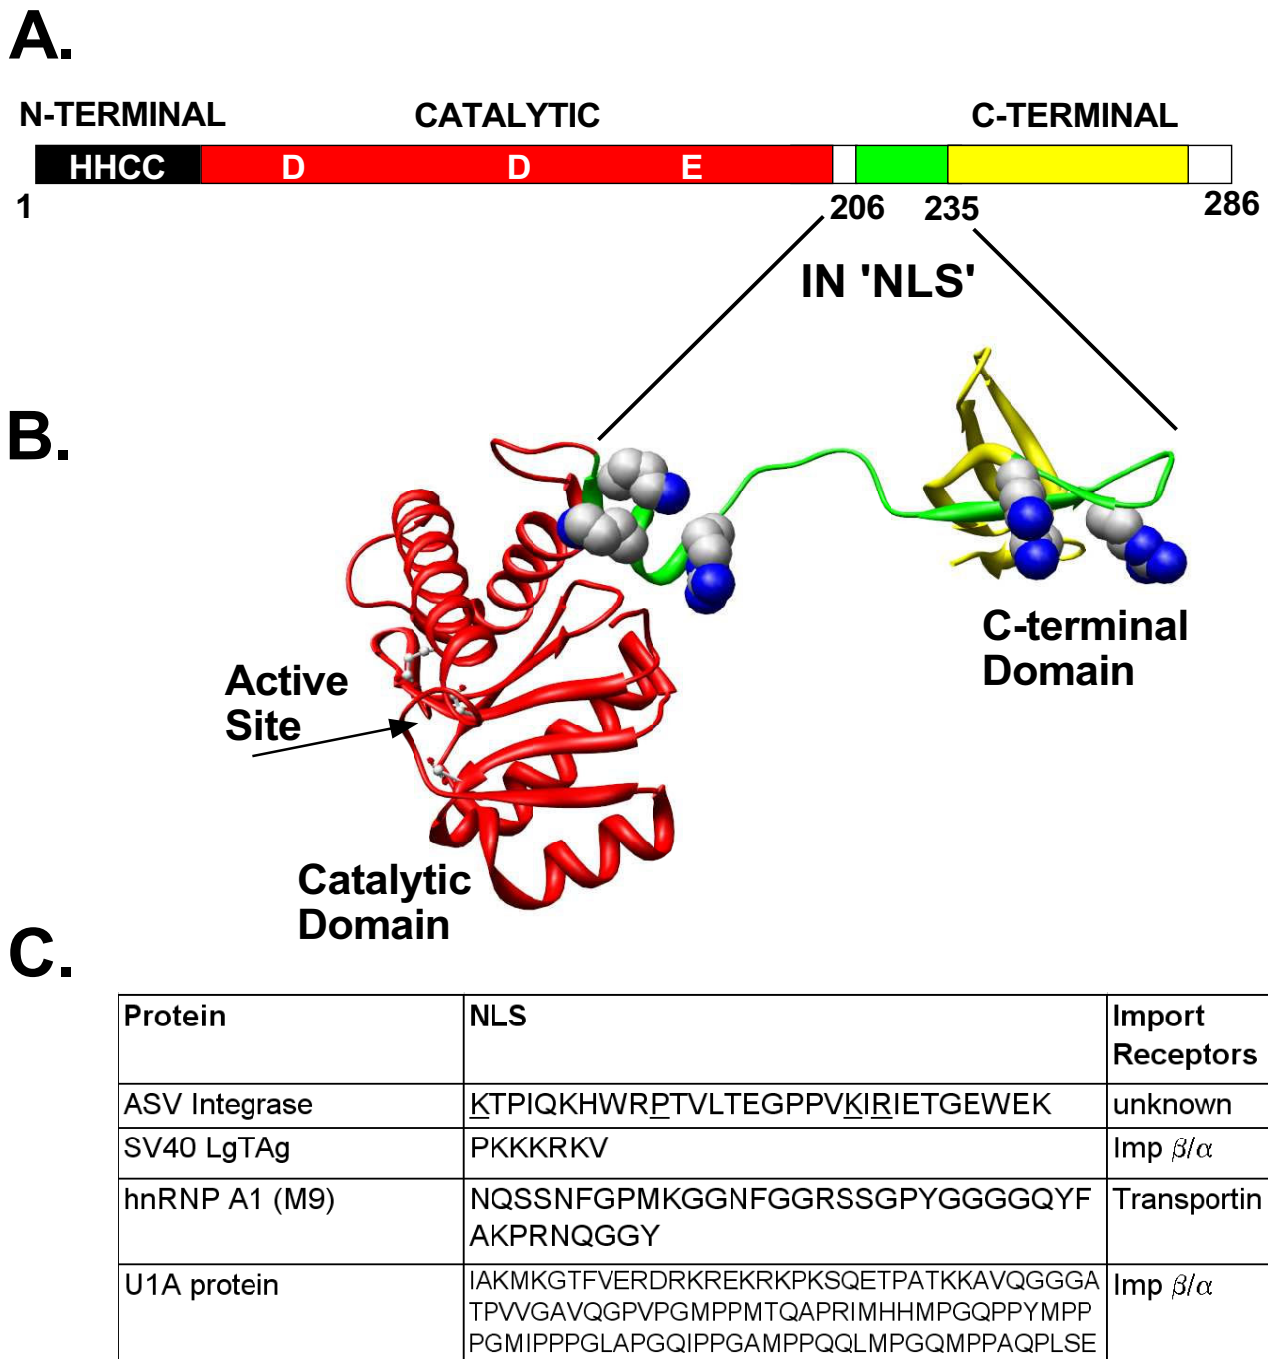 A.
N-TERMINAL CATALYTIC C-TERMINAL
HHCC D D E
1 206 235 286
IN 'NLS'
B.
Active
Site
C-terminal
Domain
Catalytic
Domain
C.
Protein NLS Import
Receptors
ASV Integrase KTPIQKHWRPTVLTEGPPVKIRIETGEWEK unknown
SV40 LgTAg PKKKRKV Imp β/α
hnRNP A1 (M9) NQSSNFGPMKGGNFGGRSSGPYGGGGQYF Transportin
AKPRNQGGY
U1A protein IAKMKGTFVERDRKREKRKPKSQETPATKKAVQGGGA Imp β/α
TPVVGAVQGPVPGMPPMTQAPRIMHHMPGQPPYMPP
PGMIPPPGLAPGQIPPGAMPPQQLMPGQMPPAQPLSE